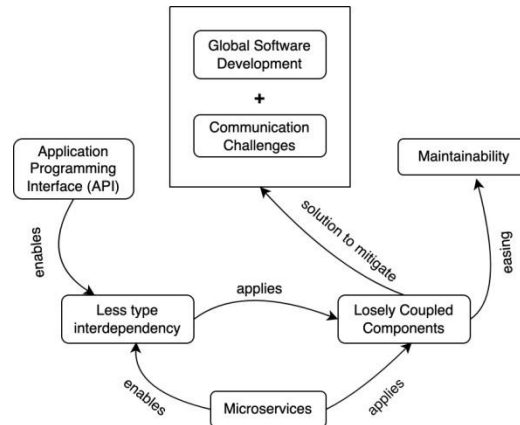 Global Software
Development
+
Communication
Challenges
Application
Programming
Interface (API)
Maintainability
enables
solution to mitigate
easing
applies
Less type
interdependency
Losely Coupled
Components
enables
Microservices
applies